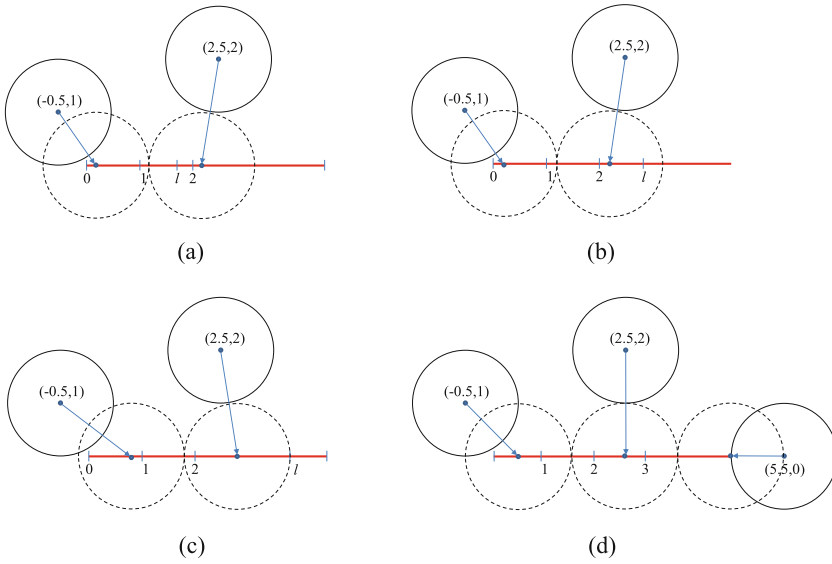 (2.5,2)
(-0.5,1)
0 1 l 2
(a)
(2.5,2)
(-0.5,1)
0 1 2 l
(b)
(2.5,2)
(-0.5,1)
0 1 2 l
(c)
(2.5,2)
(-0.5,1)
1 2 3
(5.5,0)
(d)